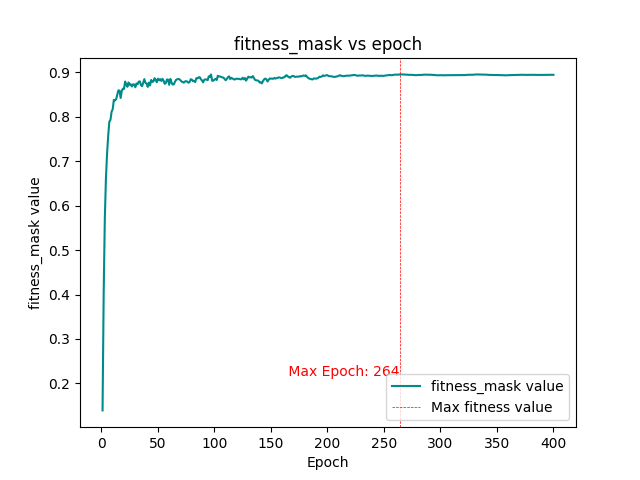 fitness_mask vs epoch
fitness_mask value
0.9
0.8
0.7
0.6
0.5
0.4
0.3
0.2
Max Epoch: 264
fitness_mask value
Max fitness value
0 50 100 150 200 250 300 350 400
Epoch